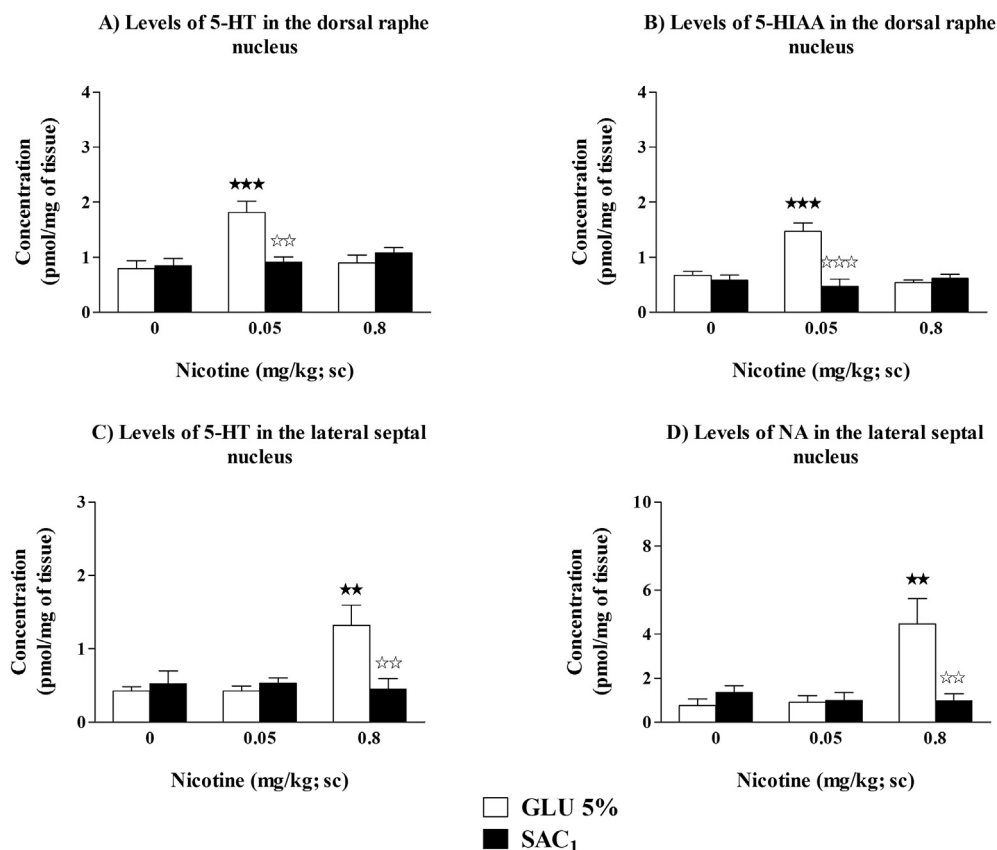 A) Levels of 5-HT in the dorsal raphe
nucleus
Concentration
(pmol/mg of tissue)
4
3
2
1
0
★★★
☆☆
0
0.05
0.8
Nicotine (mg/kg; sc)
B) Levels of 5-HIAA in the dorsal raphe
nucleus
Concentration
(pmol/mg of tissue)
4
3
2
1
0
★★★
☆☆☆
0
0.05
0.8
Nicotine (mg/kg; sc)
C) Levels of 5-HT in the lateral septal
nucleus
Concentration
(pmol/mg of tissue)
3
2
1
0
★★
☆☆
0
0.05
0.8
Nicotine (mg/kg; sc)
D) Levels of NA in the lateral septal
nucleus
Concentration
(pmol/mg of tissue)
10
8
6
4
2
0
★★
☆☆
0
0.05
0.8
Nicotine (mg/kg; sc)
GLU 5%
SAC₁